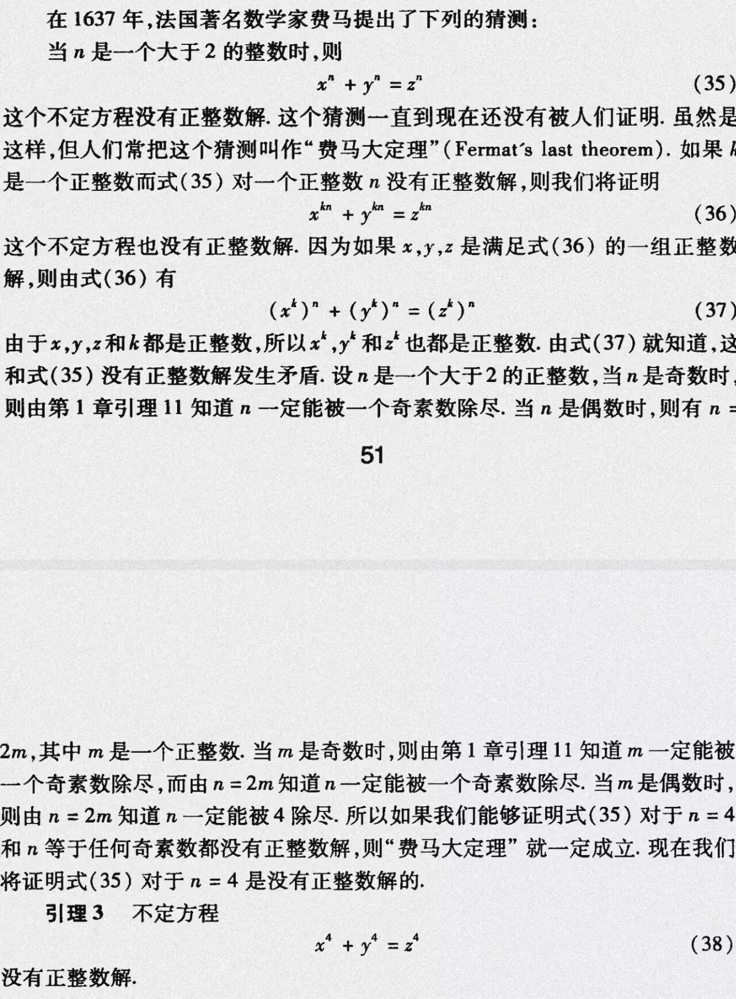 在 1637 年,法国著名数学家费马提出了下列的猜测:
当 n 是一个大于 2 的整数时,则
xⁿ + yⁿ = zⁿ (35)
这个不定方程没有正整数解. 这个猜测一直到现在还没有被人们证明. 虽然是
这样,但人们常把这个猜测叫作“费马大定理”(Fermat's last theorem). 如果 k
是一个正整数而式(35) 对一个正整数 n 没有正整数解,则我们将证明
x^{kn} + y^{kn} = z^{kn} (36)
这个不定方程也没有正整数解. 因为如果 x,y,z 是满足式(36) 的一组正整数
解,则由式(36) 有
(x^k)ⁿ + (y^k)ⁿ = (z^k)ⁿ (37)
由于 x,y,z 和 k 都是正整数,所以 x^k,y^k 和 z^k 也都是正整数. 由式(37) 就知道,这
和式(35) 没有正整数解发生矛盾. 设 n 是一个大于 2 的正整数,当 n 是奇数时,
则由第 1 章引理 11 知道 n 一定能被一个奇素数除尽. 当 n 是偶数时,则有 n =
51
2m,其中 m 是一个正整数. 当 m 是奇数时,则由第 1 章引理 11 知道 m 一定能被
一个奇素数除尽,而由 n = 2m 知道 n 一定能被一个奇素数除尽. 当 m 是偶数时,
则由 n = 2m 知道 n 一定能被 4 除尽. 所以如果我们能够证明式(35) 对于 n = 4
和 n 等于任何奇素数都没有正整数解,则“费马大定理” 就一定成立. 现在我们
将证明式(35) 对于 n = 4 是没有正整数解的.
引理 3 不定方程
x⁴ + y⁴ = z⁴ (38)
没有正整数解.